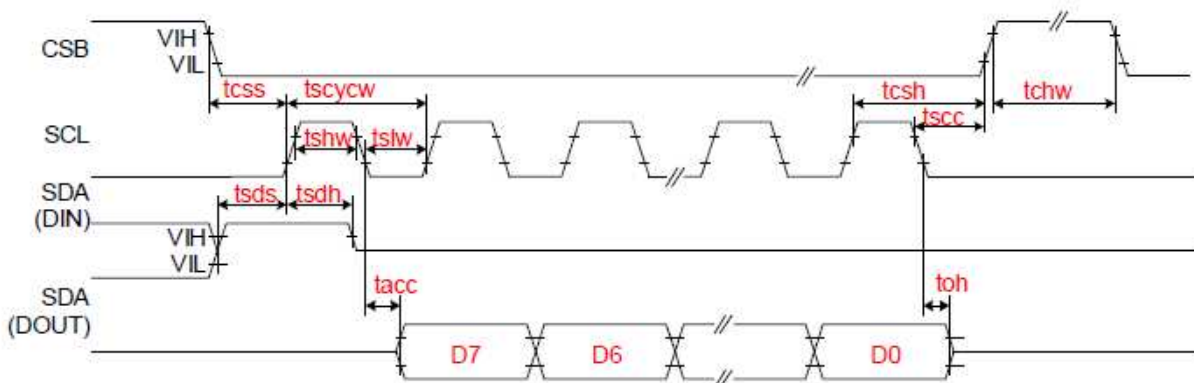 CSB
VIH
VIL
tcss
tscycw
tcsh
tchw
tscc
SCL
tshw
tslw
SDA
(DIN)
tsds
tsdh
VIH
VIL
SDA
(DOUT)
tacc
toh
D7
D6
D0